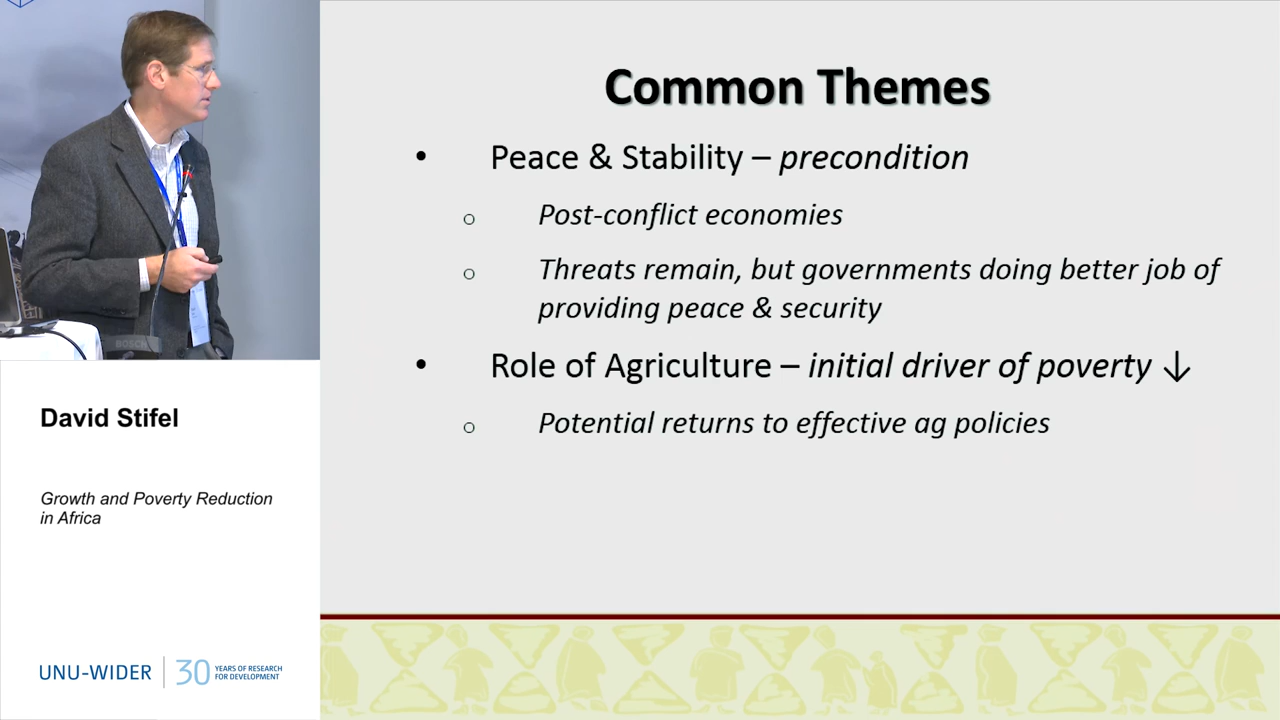 Common Themes
• Peace & Stability – precondition
o Post-conflict economies
o Threats remain, but governments doing better job of
providing peace & security
• Role of Agriculture – initial driver of poverty ↓
o Potential returns to effective ag policies
BOSCH
David Stifel
Growth and Poverty Reduction
in Africa
UNU-WIDER
30 YEARS OF RESEARCH
FOR DEVELOPMENT